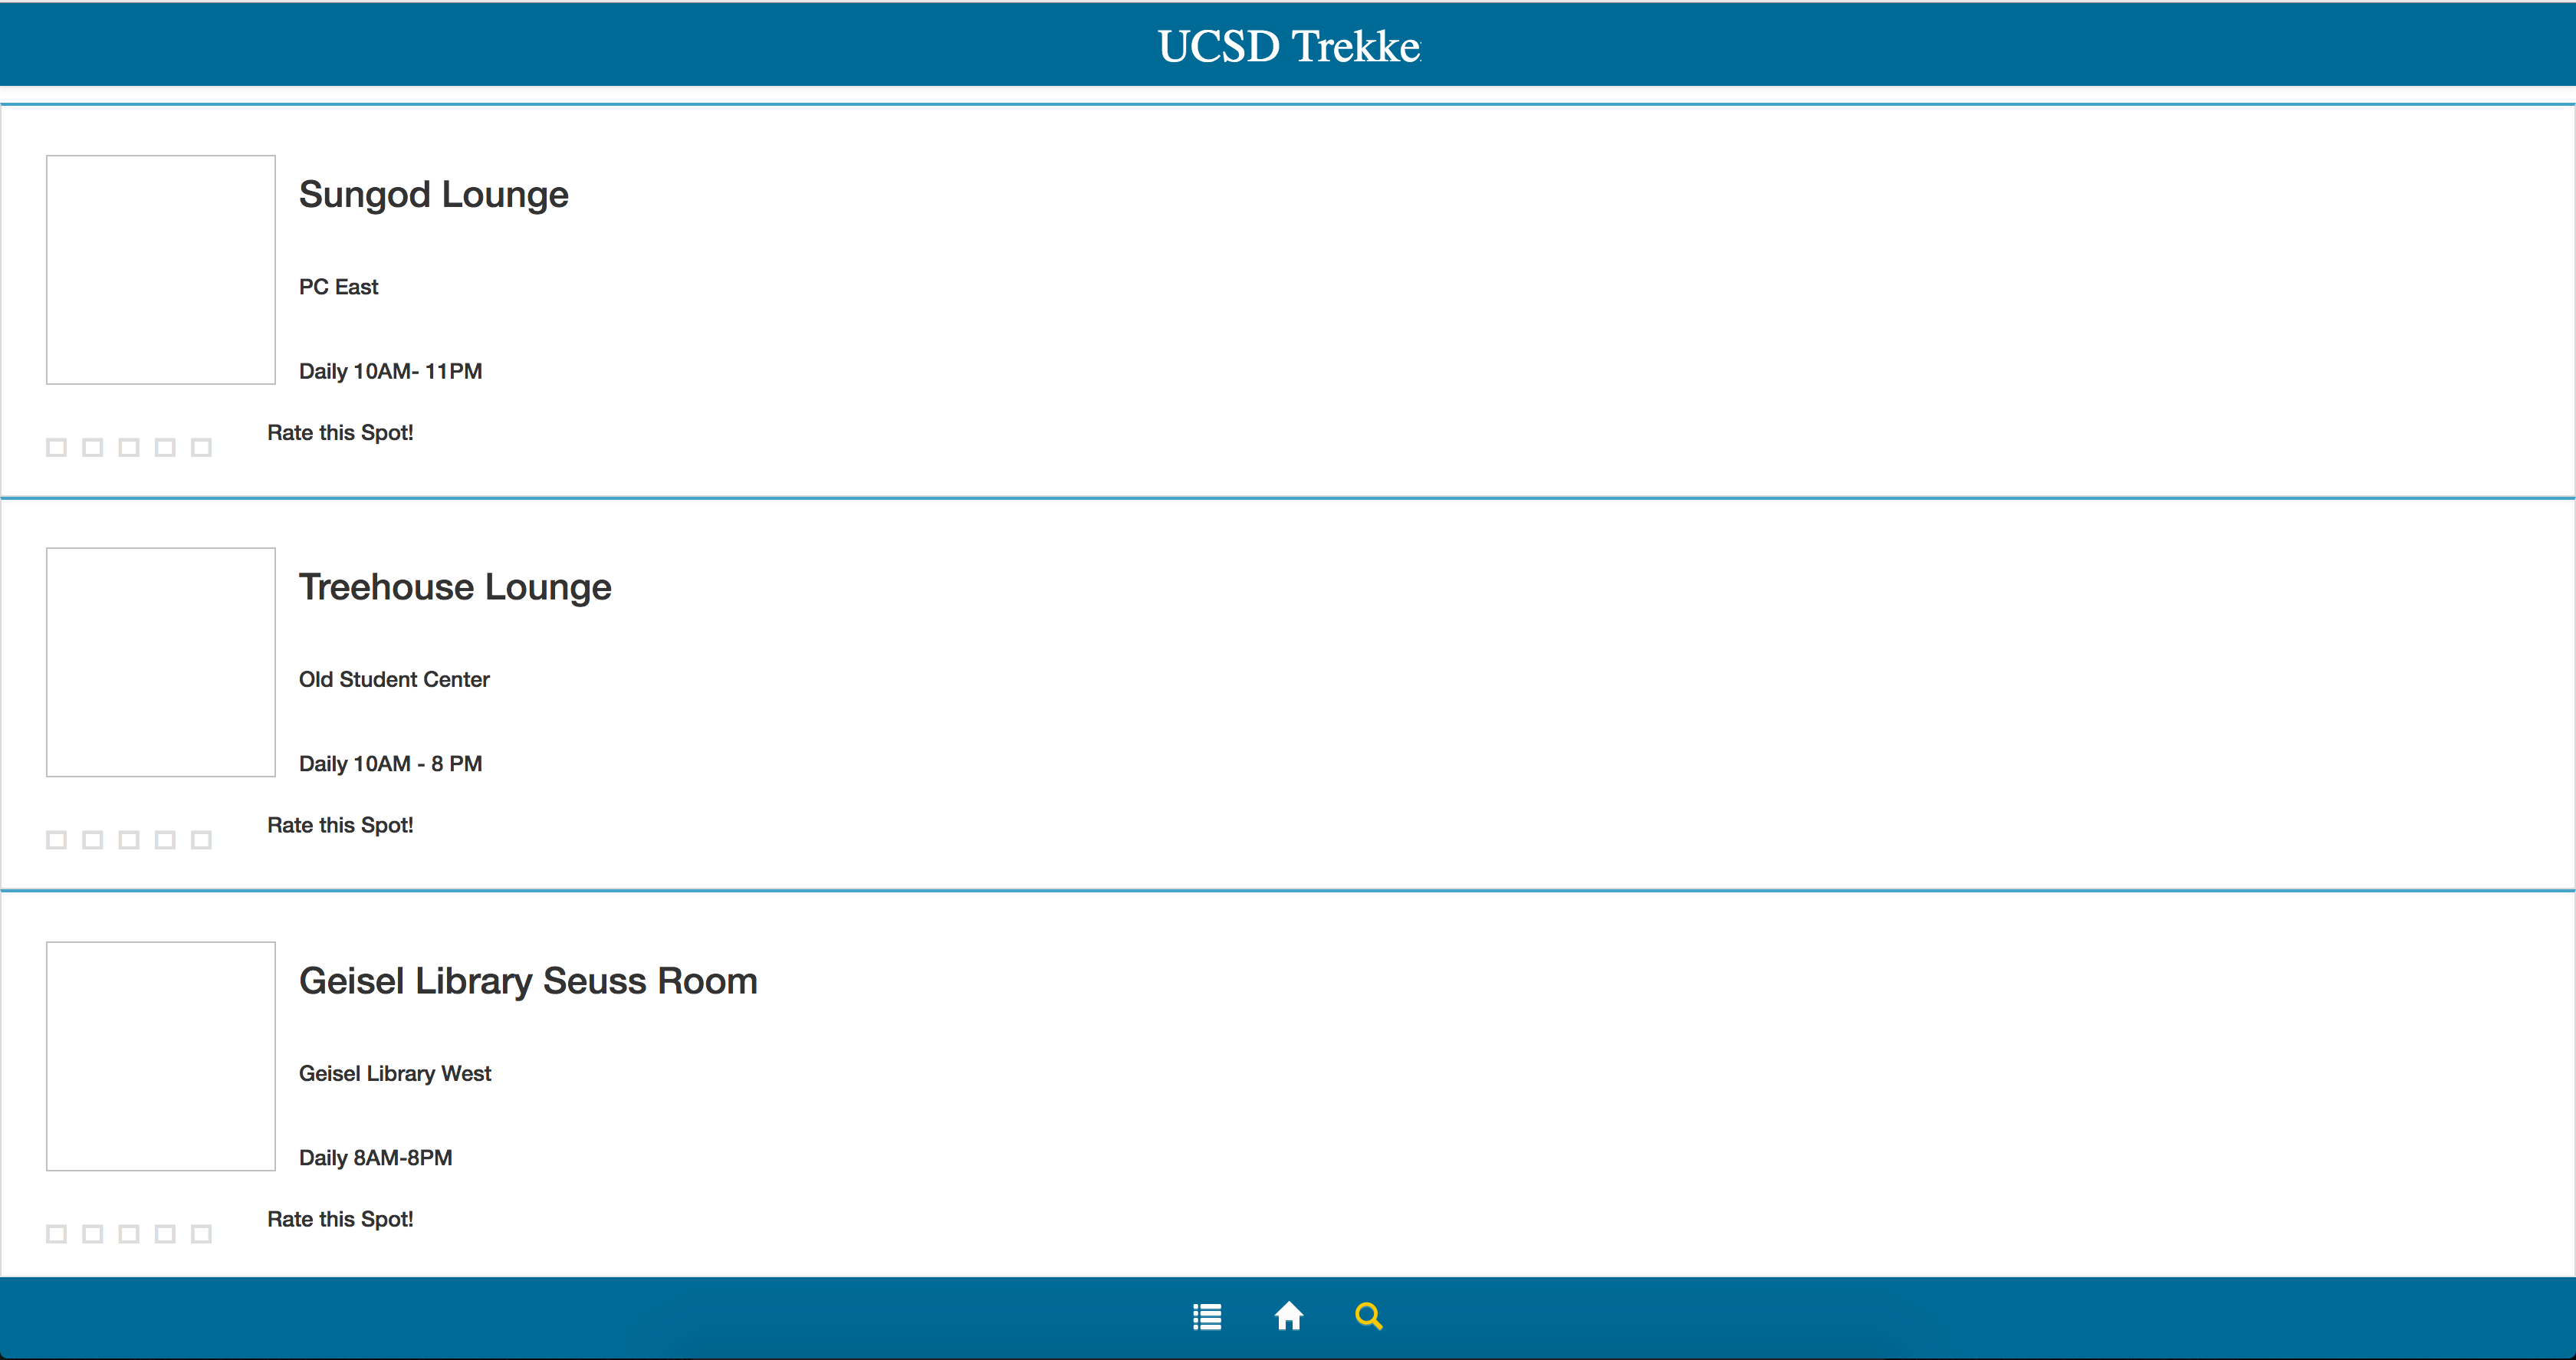 UCSD Trekke
Sungod Lounge
PC East
Daily 10AM- 11PM
Rate this Spot!
Treehouse Lounge
Old Student Center
Daily 10AM - 8 PM
Rate this Spot!
Geisel Library Seuss Room
Geisel Library West
Daily 8AM-8PM
Rate this Spot!